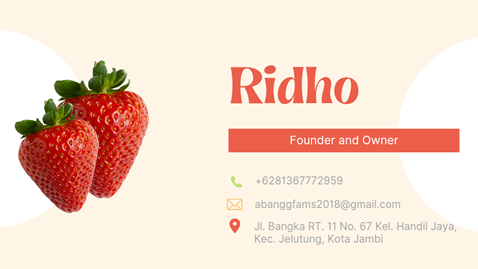 Ridho
Founder and Owner
+6281367772959
abanggfams2018@gmail.com
Jl. Bangka RT. 11 No. 67 Kel. Handil Jaya,
Kec. Jelutung, Kota Jambi